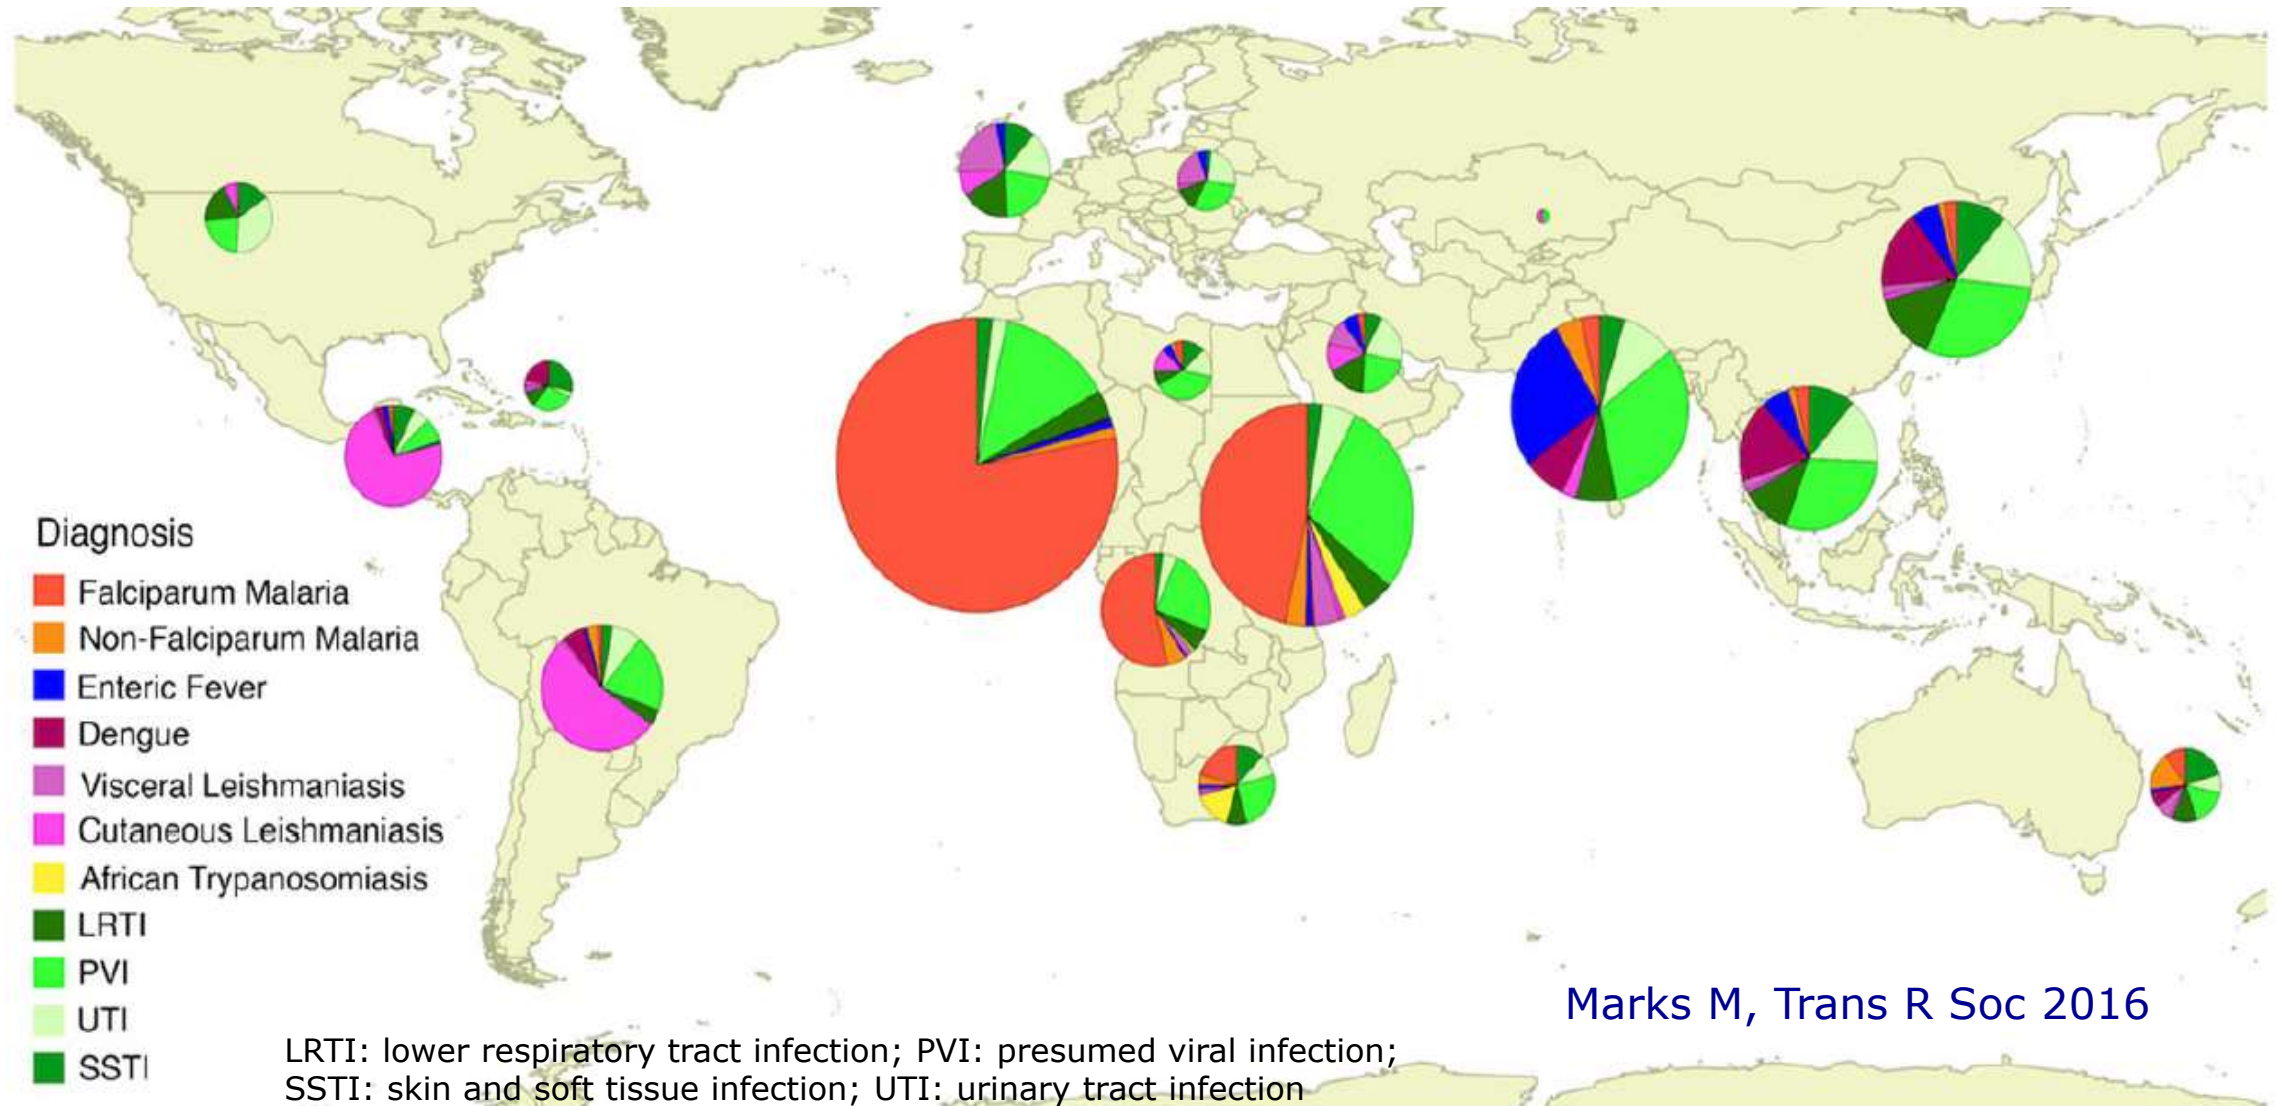 Diagnosis
Falciparum Malaria
Non-Falciparum Malaria
Enteric Fever
Dengue
Visceral Leishmaniasis
Cutaneous Leishmaniasis
African Trypanosomiasis
LRTI
PVI
UTI
SSTI
Marks M, Trans R Soc 2016
LRTI: lower respiratory tract infection; PVI: presumed viral infection;
SSTI: skin and soft tissue infection; UTI: urinary tract infection